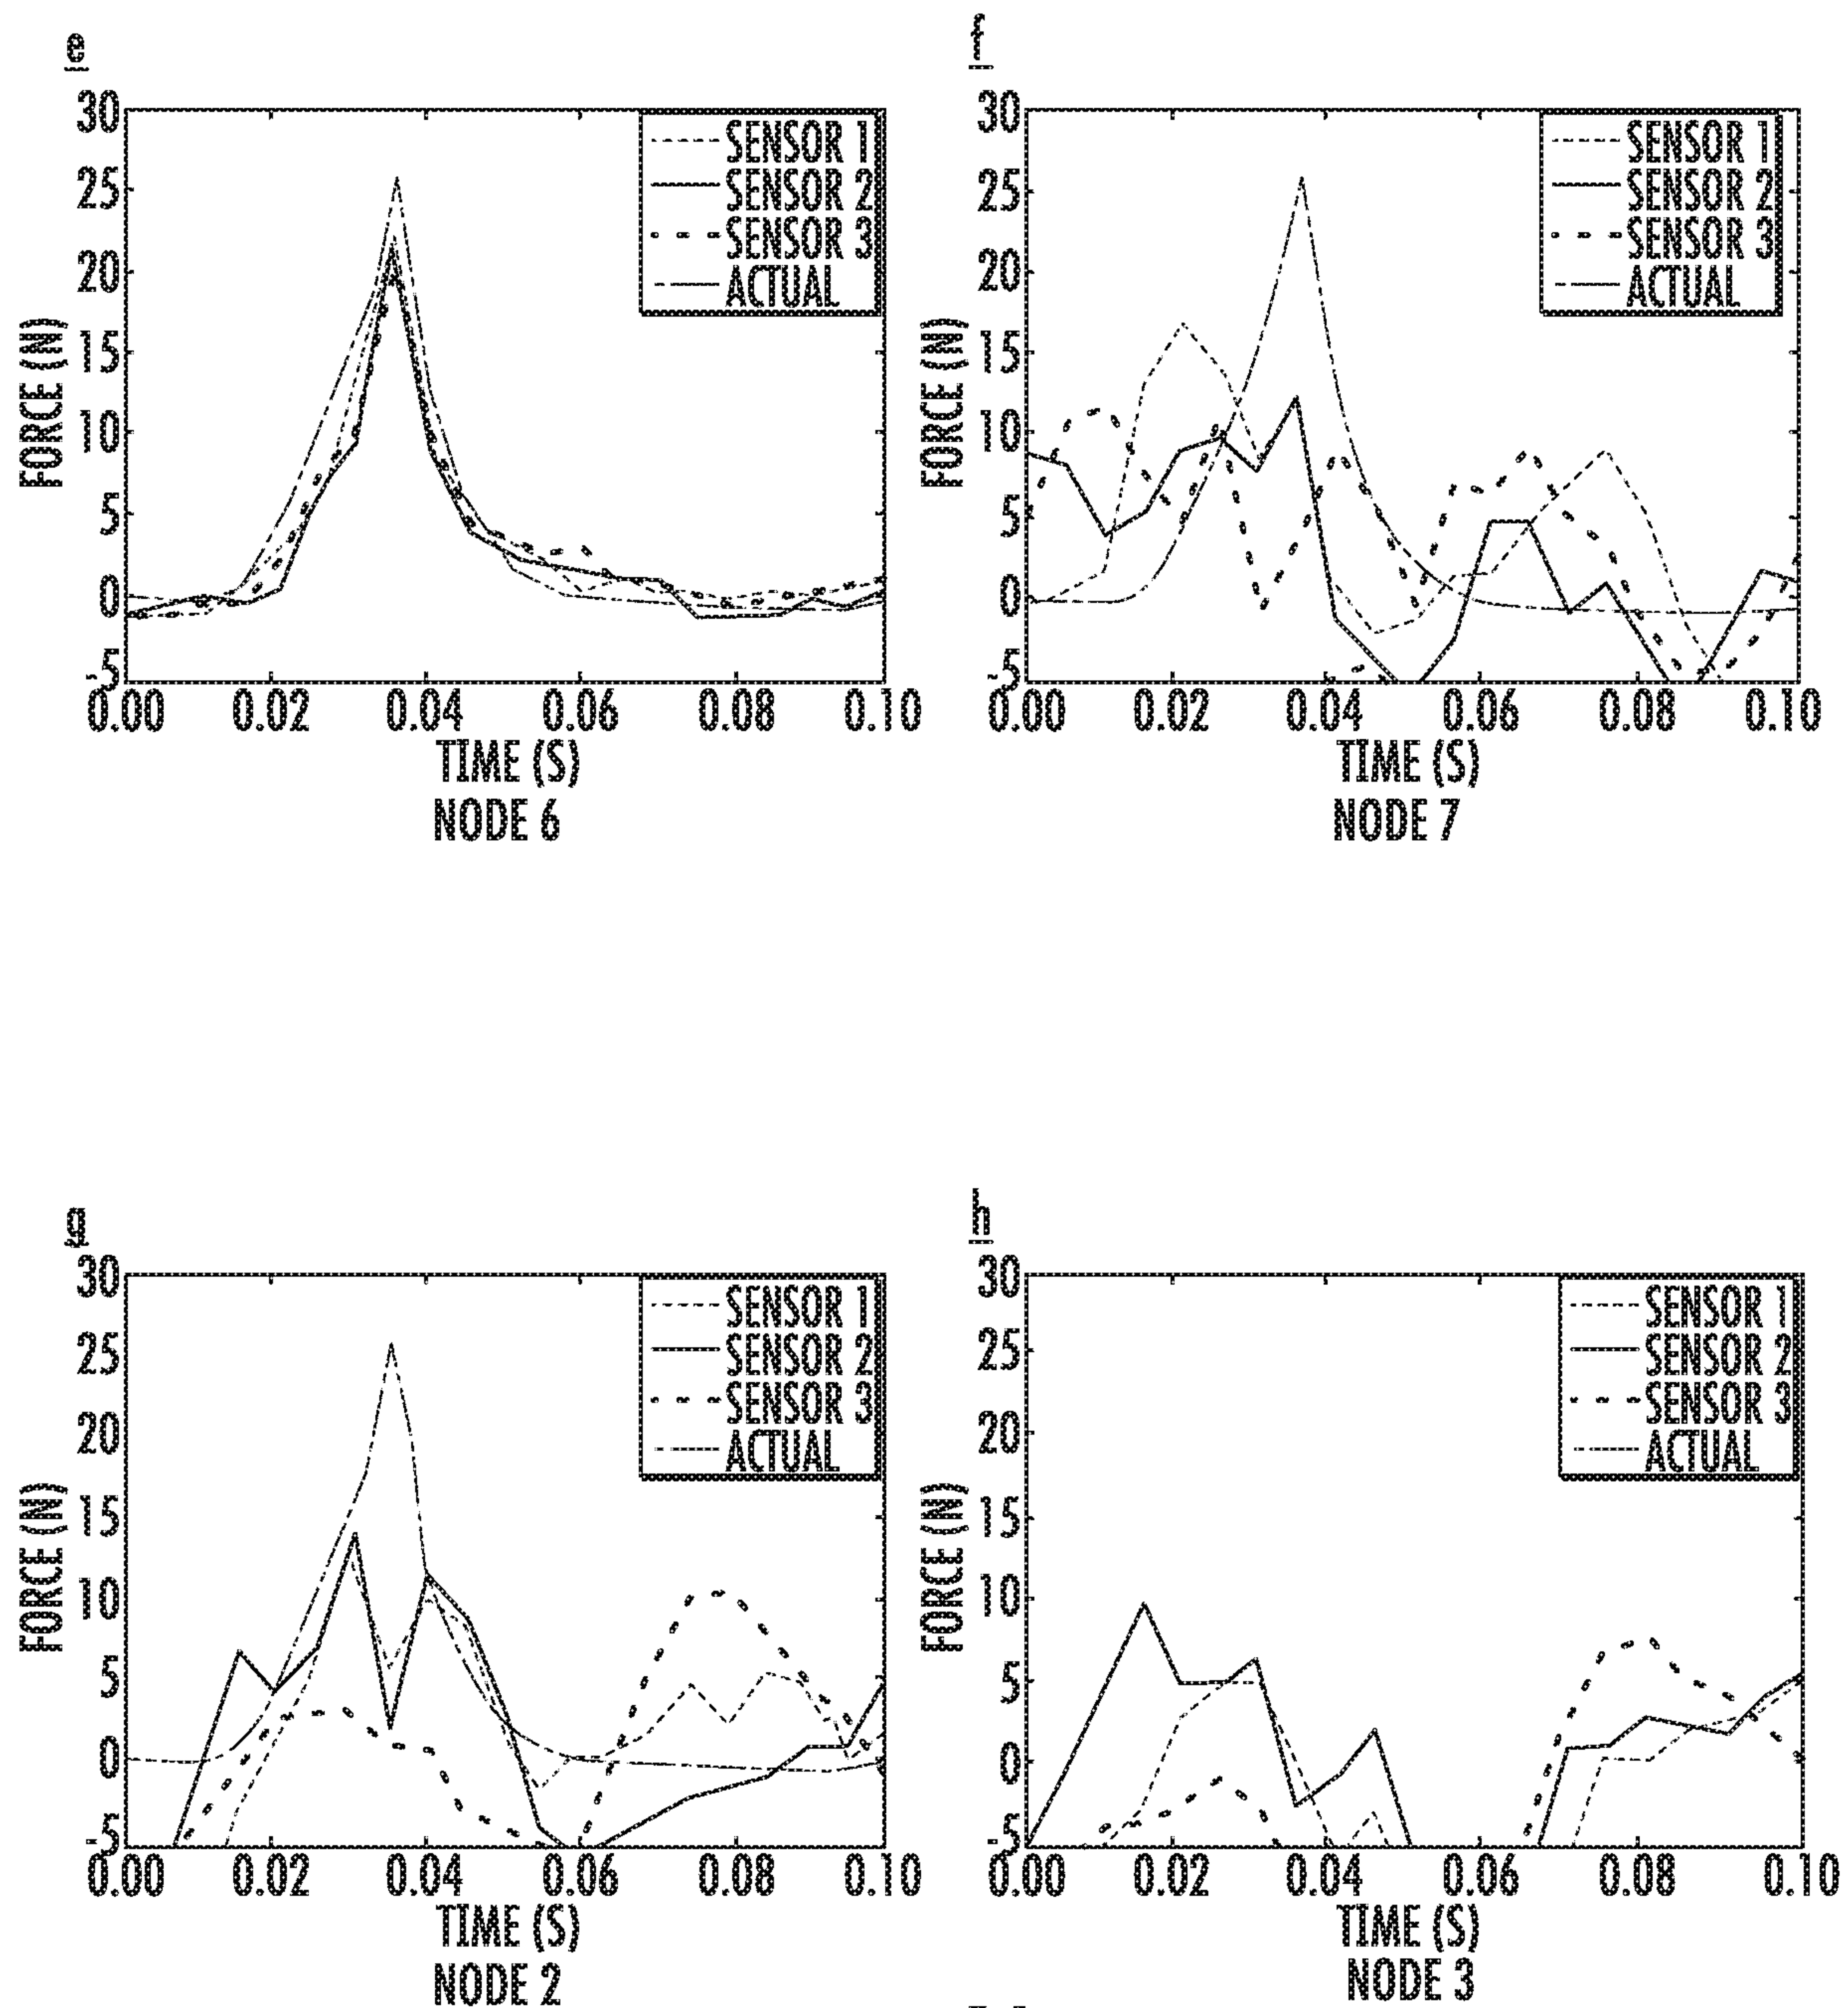 e
30
25
20
15
10
5
0
-5
FORCE (N)
SENSOR 1
SENSOR 2
SENSOR 3
ACTUAL
0.00 0.02 0.04 0.06 0.08 0.10
TIME (S)
NODE 6
f
30
25
20
15
10
5
0
-5
FORCE (N)
SENSOR 1
SENSOR 2
SENSOR 3
ACTUAL
0.00 0.02 0.04 0.06 0.08 0.10
TIME (S)
NODE 7
g
30
25
20
15
10
5
0
-5
FORCE (N)
SENSOR 1
SENSOR 2
SENSOR 3
ACTUAL
0.00 0.02 0.04 0.06 0.08 0.10
TIME (S)
NODE 2
h
30
25
20
15
10
5
0
-5
FORCE (N)
SENSOR 1
SENSOR 2
SENSOR 3
ACTUAL
0.00 0.02 0.04 0.06 0.08 0.10
TIME (S)
NODE 3